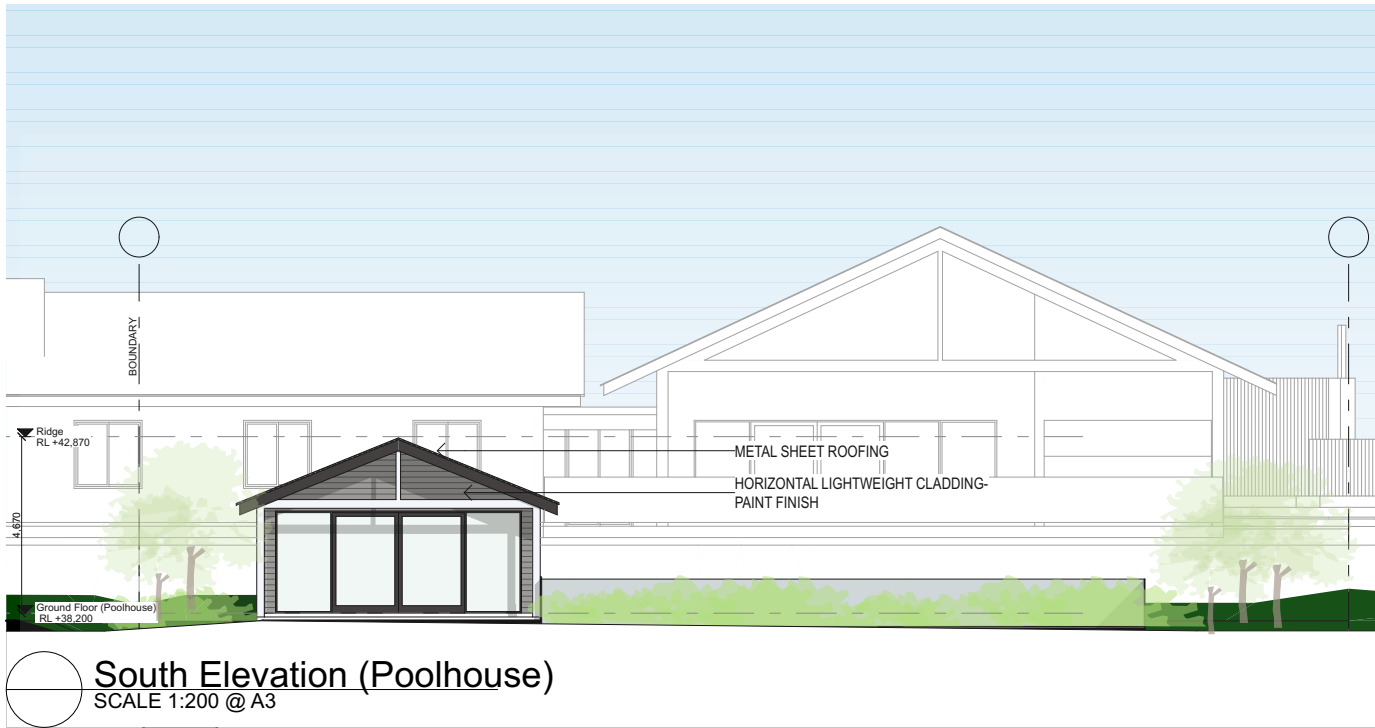 BOUNDARY
Ridge
RL +42,870
METAL SHEET ROOFING
HORIZONTAL LIGHTWEIGHT CLADDING-
PAINT FINISH
4,670
Ground Floor (Poolhouse)
RL +38,200
South Elevation (Poolhouse)
SCALE 1:200 @ A3